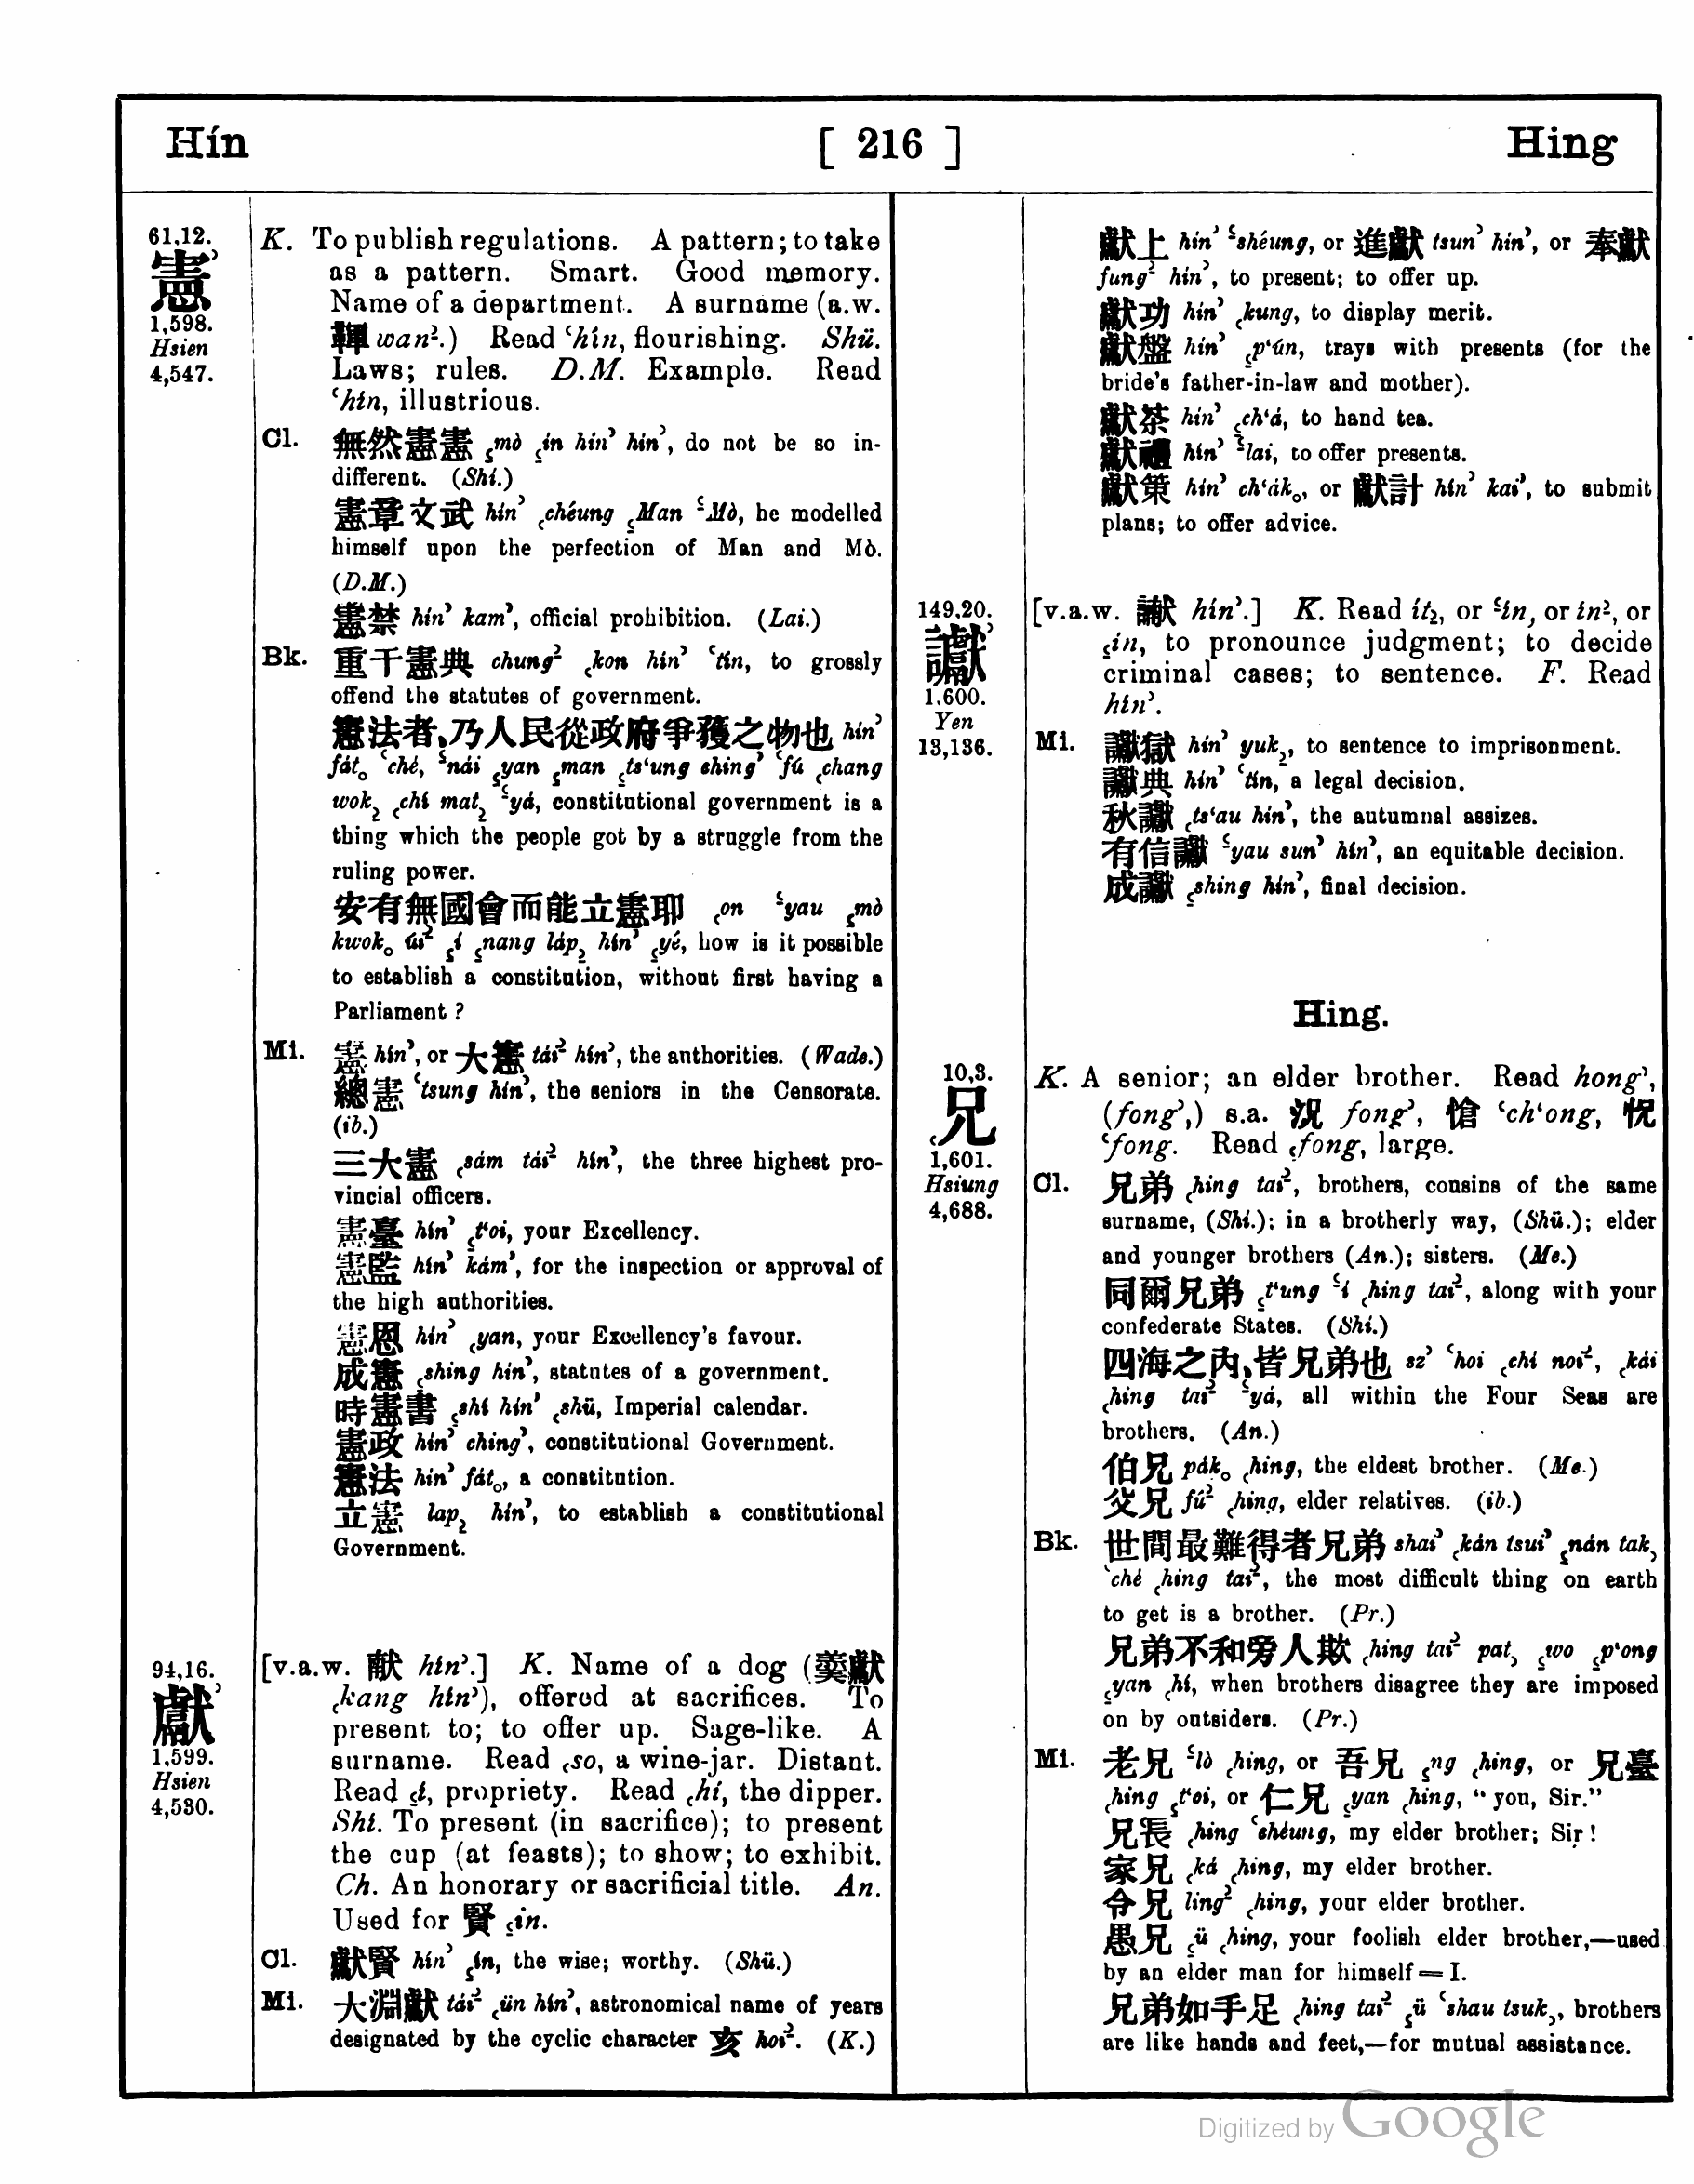 Hín [ 216 ] Hing
61,12.
憲ʾ
1,598.
Hsien
4,547.
K. To publish regulations. A pattern; to take
as a pattern. Smart. Good memory.
Name of a department. A surname (a.w.
韗 wan².) Read ʿhín, flourishing. Shü.
Laws; rules. D.M. Example. Read
ʿhín, illustrious.
Cl. 無然憲憲 ˛mò ˛ín hín’ hín’, do not be so in-
different. (Shí.)
憲章文武 hín’ ˛chéung ˛Man ʿMò, he modelled
himself upon the perfection of Man and Mò.
(D.M.)
憲禁 hín’ kam’, official prohibition. (Lai.)
Bk. 重干憲典 chung² ˛kon hín’ ʿtín, to grossly
offend the statutes of government.
憲法者、乃人民從政府爭獲之物也 hín’
fátₒ ʿché, ʿnái ˛yan ˛man ˛ts‘ung ching’ ʿfú ˛chang
wok₂ ˛chí mat₂ ʿyá, constitutional government is a
thing which the people got by a struggle from the
ruling power.
安有無國會而能立憲耶 ˛on ʿyau ˛mò
kwokₒ úi² ˛í ˛nang láp₂ hín’ ˛yé, how is it possible
to establish a constitution, without first having a
Parliament ?
Mi. 憲 hín’, or 大憲 tái² hín’, the authorities. (Wade.)
總憲 ʿtsung hín’, the seniors in the Censorate.
(ib.)
三大憲 ˛sám tái² hín’, the three highest pro-
vincial officers.
憲臺 hín’ ˛t‘oi, your Excellency.
憲監 hín’ kám’, for the inspection or approval of
the high authorities.
憲恩 hín’ ˛yan, your Excellency’s favour.
成憲 ˛shing hín’, statutes of a government.
時憲書 ˛shí hín’ ˛shü, Imperial calendar.
憲政 hín’ ching’, constitutional Government.
憲法 hín’ fátₒ, a constitution.
立憲 lap₂ hín’, to establish a constitutional
Government.
94,16.
獻ʾ
1,599.
Hsien
4,530.
[v.a.w. 献 hín’.] K. Name of a dog (羹獻
˛kang hín’), offered at sacrifices. To
present to; to offer up. Sage-like. A
surname. Read ˛so, a wine-jar. Distant.
Read ˛í, propriety. Read ˛hí, the dipper.
Shí. To present (in sacrifice); to present
the cup (at feasts); to show; to exhibit.
Ch. An honorary or sacrificial title. An.
Used for 賢 ˛ín.
Cl. 獻賢 hín’ ˛ín, the wise; worthy. (Shü.)
Mi. 大淵獻 tái² ˛ün hín’, astronomical name of years
designated by the cyclic character 亥 hoi². (K.)
獻上 hín’ ʿshéung, or 進獻 tsun’ hín’, or 奉獻
fung² hín’, to present; to offer up.
獻功 hín’ ˛kung, to display merit.
獻盤 hín’ ˛p‘ún, trays with presents (for the
bride’s father-in-law and mother).
獻茶 hín’ ˛ch‘á, to hand tea.
獻禮 hín’ ʿlai, to offer presents.
獻策 hín’ ch‘ákₒ, or 獻計 hín’ kai’, to submit
plans; to offer advice.
149,20.
讞ʾ
1,600.
Yen
13,136.
[v.a.w. 𧫒 hín’.] K. Read ít₂, or ʿín, or ín², or
˛ín, to pronounce judgment; to decide
criminal cases; to sentence. F. Read
hín’.
Mi. 讞獄 hín’ yuk₂, to sentence to imprisonment.
讞典 hín’ ʿtín, a legal decision.
秋讞 ˛ts‘au hín’, the autumnal assizes.
有信讞 ʿyau sun’ hín’, an equitable decision.
成讞 ˛shing hín’, final decision.
Hing.
10,3.
˛兄
1,601.
Hsiung
4,688.
K. A senior; an elder brother. Read hong’,
(fong’,) s.a. 況 fong’, 愴 ʿch‘ong, 怳
ʿfong. Read ˛fong, large.
Cl. 兄弟 ˛hing tai², brothers, cousins of the same
surname, (Shí.); in a brotherly way, (Shü.); elder
and younger brothers (An.); sisters. (Me.)
同爾兄弟 ˛t‘ung ʿí ˛hing tai², along with your
confederate States. (Shí.)
四海之內、皆兄弟也 sz’ ʿhoi ˛chí noi², ˛kái
˛hing tai² ʿyá, all within the Four Seas are
brothers. (An.)
伯兄 pákₒ ˛hing, the eldest brother. (Me.)
父兄 fú² ˛hing, elder relatives. (ib.)
Bk. 世間最難得者兄弟 shai’ ˛kán tsui’ ˛nán tak,
ʿché ˛hing tai², the most difficult thing on earth
to get is a brother. (Pr.)
兄弟不和旁人欺 ˛hing tai² pat, ˛wo ˛p‘ong
˛yan ˛hí, when brothers disagree they are imposed
on by outsiders. (Pr.)
Mi. 老兄 ʿlò ˛hing, or 吾兄 ˛ng ˛hing, or 兄臺
˛hing ˛t‘oi, or 仁兄 ˛yan ˛hing, “ you, Sir.”
兄長 ˛hing ʿchéung, my elder brother; Sir !
家兄 ˛ká ˛hing, my elder brother.
令兄 ling² ˛hing, your elder brother.
愚兄 ˛ü ˛hing, your foolish elder brother,—used
by an elder man for himself = I.
兄弟如手足 ˛hing tai² ˛ü ʿshau tsuk,, brothers
are like hands and feet,—for mutual assistance.
Digitized by Google